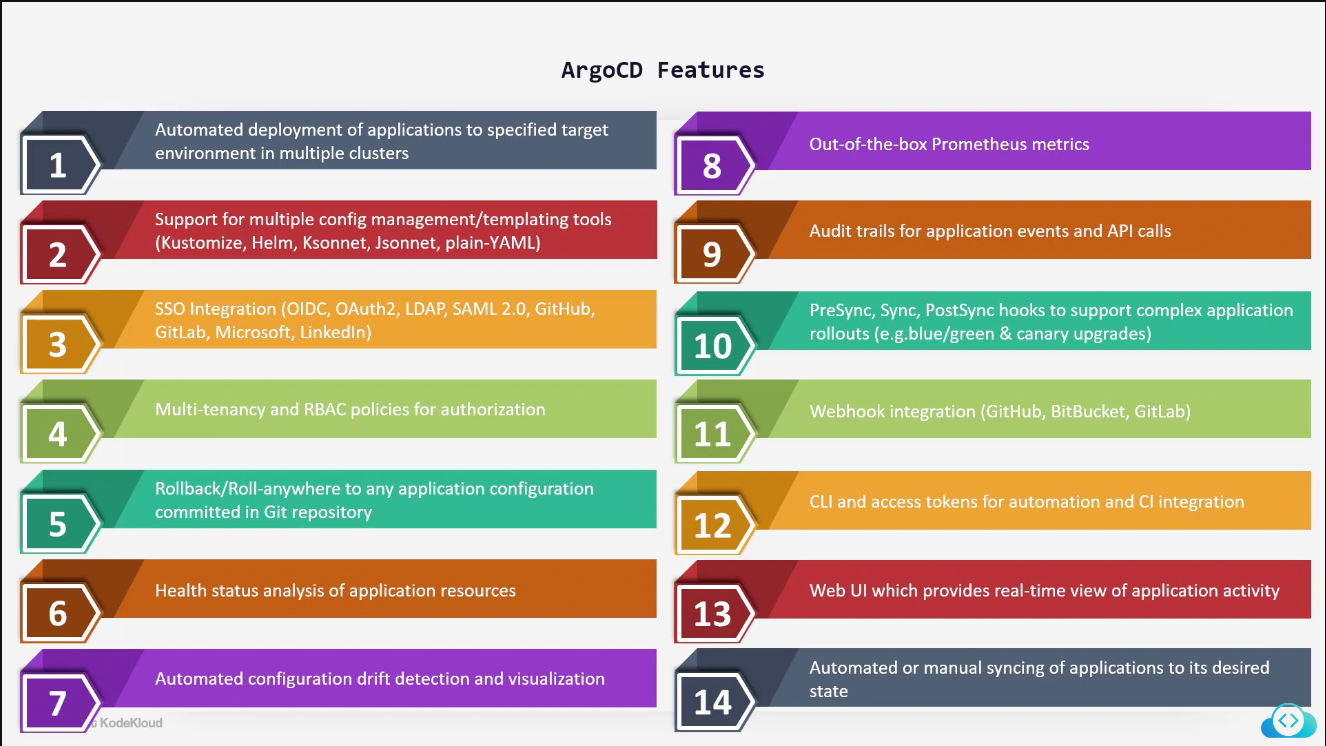 ArgoCD Features
1
Automated deployment of applications to specified target
environment in multiple clusters
2
Support for multiple config management/templating tools
(Kustomize, Helm, Ksonnet, Jsonnet, plain-YAML)
3
SSO Integration (OIDC, OAuth2, LDAP, SAML 2.0, GitHub,
GitLab, Microsoft, LinkedIn)
4
Multi-tenancy and RBAC policies for authorization
5
Rollback/Roll-anywhere to any application configuration
committed in Git repository
6
Health status analysis of application resources
7
Automated configuration drift detection and visualization
8
Out-of-the-box Prometheus metrics
9
Audit trails for application events and API calls
10
PreSync, Sync, PostSync hooks to support complex application
rollouts (e.g.blue/green & canary upgrades)
11
Webhook integration (GitHub, BitBucket, GitLab)
12
CLI and access tokens for automation and CI integration
13
Web UI which provides real-time view of application activity
14
Automated or manual syncing of applications to its desired
state
KodeKloud